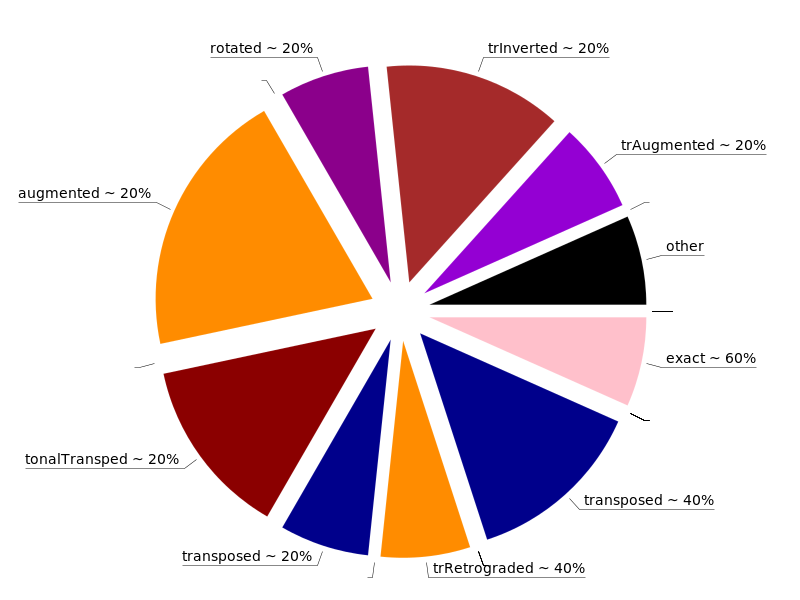 rotated ~ 20%
trInverted ~ 20%
trAugmented ~ 20%
augmented ~ 20%
other
exact ~ 60%
tonalTransped ~ 20%
transposed ~ 40%
transposed ~ 20%
trRetrograded ~ 40%